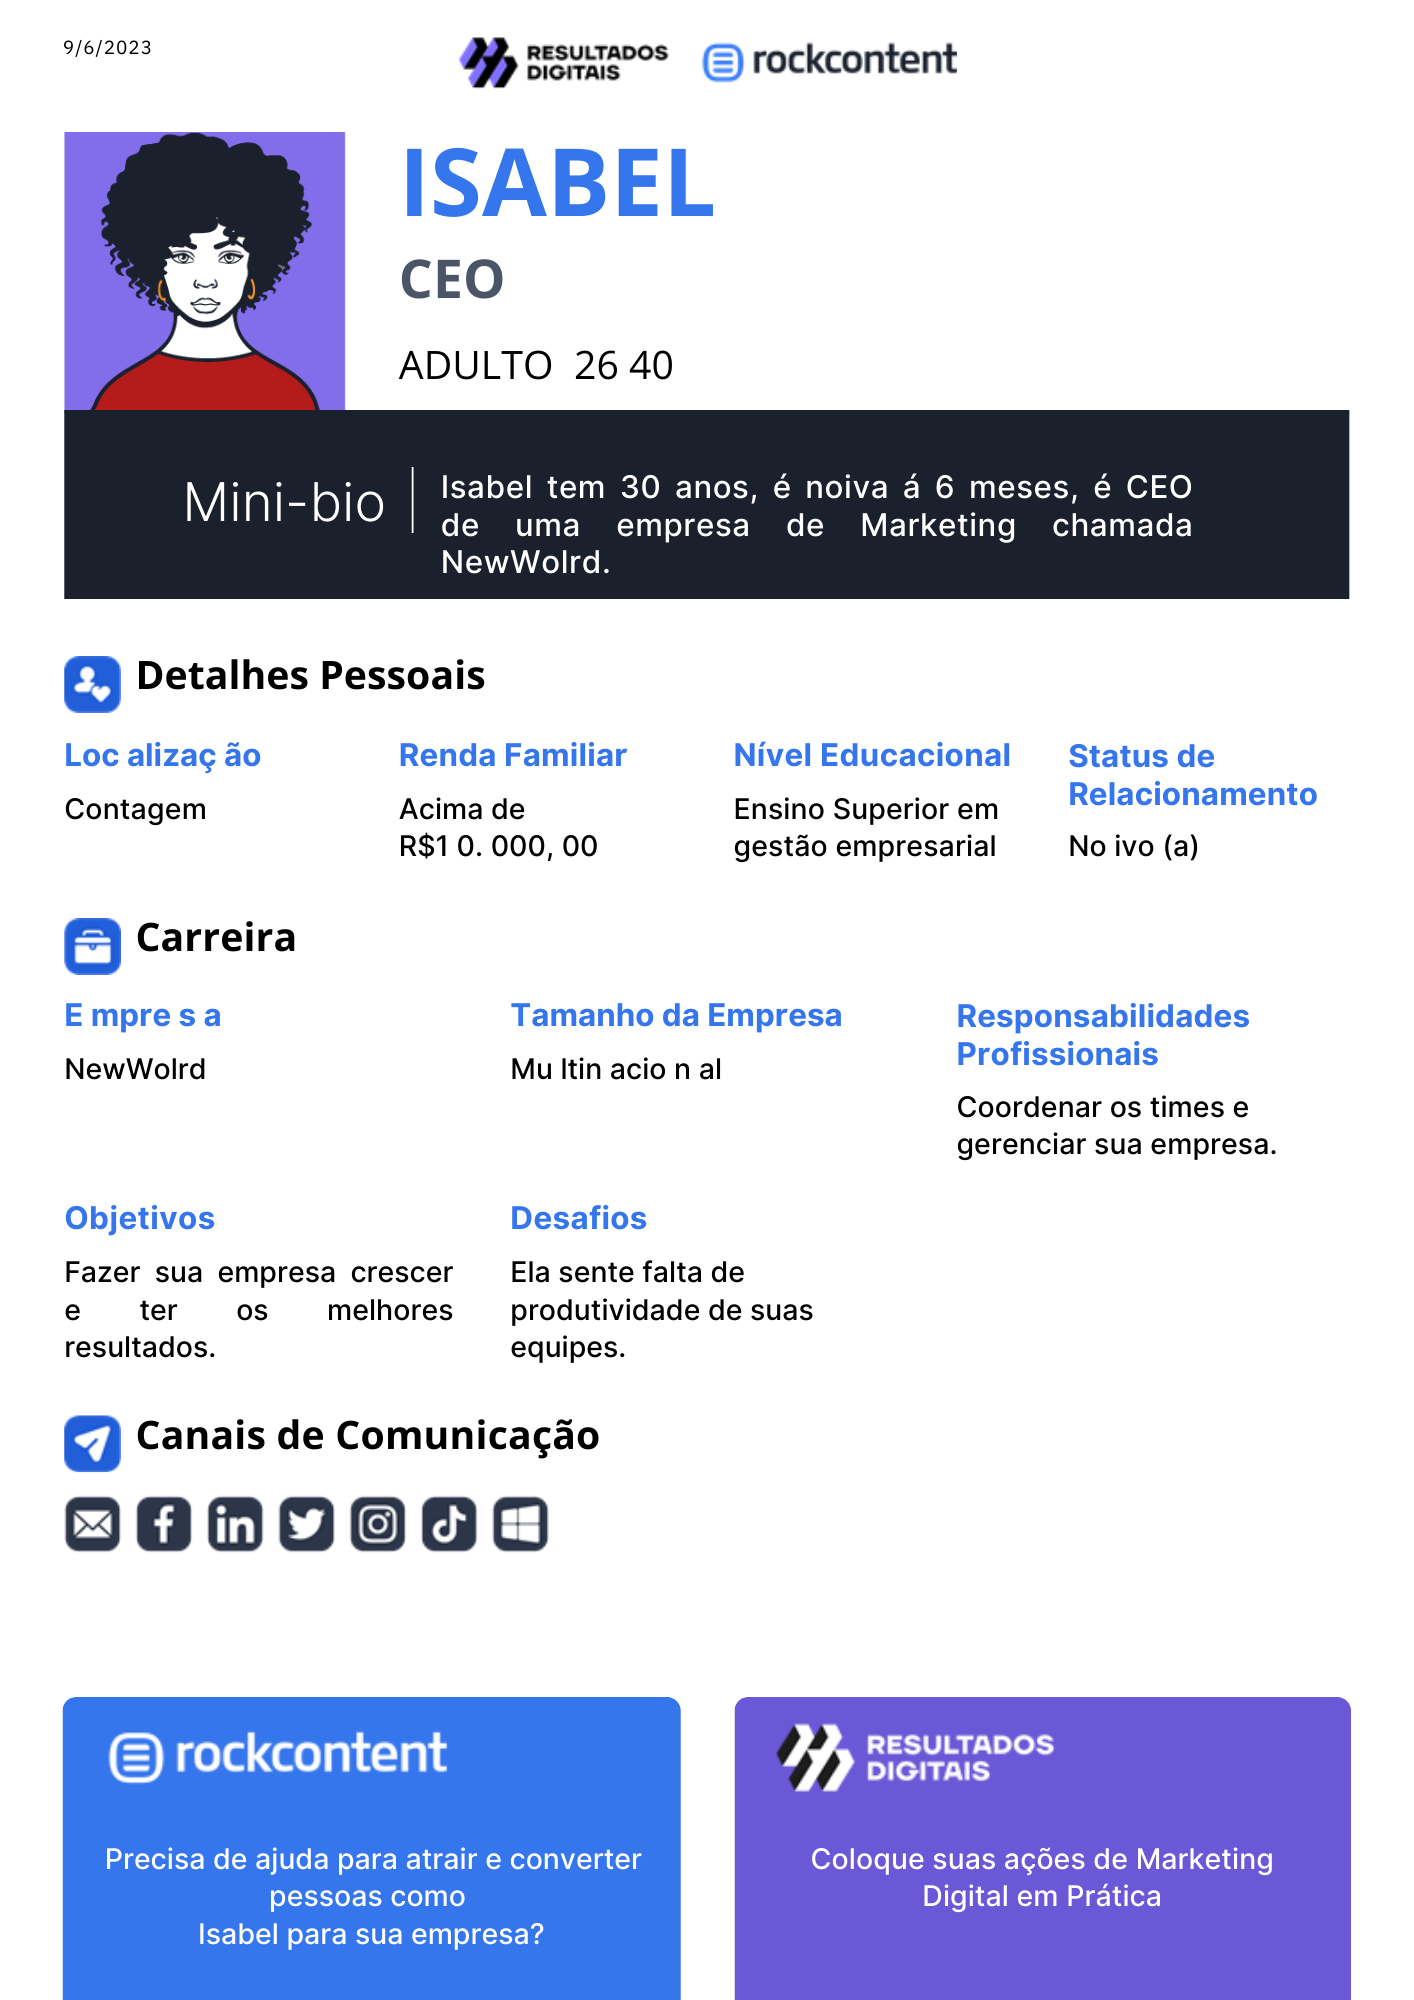 9/6/2023
RESULTADOS
DIGITAIS
rockcontent
ISABEL
CEO
ADULTO 26 40
Mini-bio
Isabel tem 30 anos, é noiva á 6 meses, é CEO
de uma empresa de Marketing chamada
NewWolrd.
Detalhes Pessoais
Loc alizaç ão
Contagem
Renda Familiar
Acima de
R$1 0. 000, 00
Nível Educacional
Ensino Superior em
gestão empresarial
Status de
Relacionamento
No ivo (a)
Carreira
E mpre s a
NewWolrd
Tamanho da Empresa
Mu ltin acio n al
Responsabilidades
Profissionais
Coordenar os times e
gerenciar sua empresa.
Objetivos
Fazer sua empresa crescer
e ter os melhores
resultados.
Desafios
Ela sente falta de
produtividade de suas
equipes.
Canais de Comunicação
rockcontent
Precisa de ajuda para atrair e converter
pessoas como
Isabel para sua empresa?
RESULTADOS
DIGITAIS
Coloque suas ações de Marketing
Digital em Prática